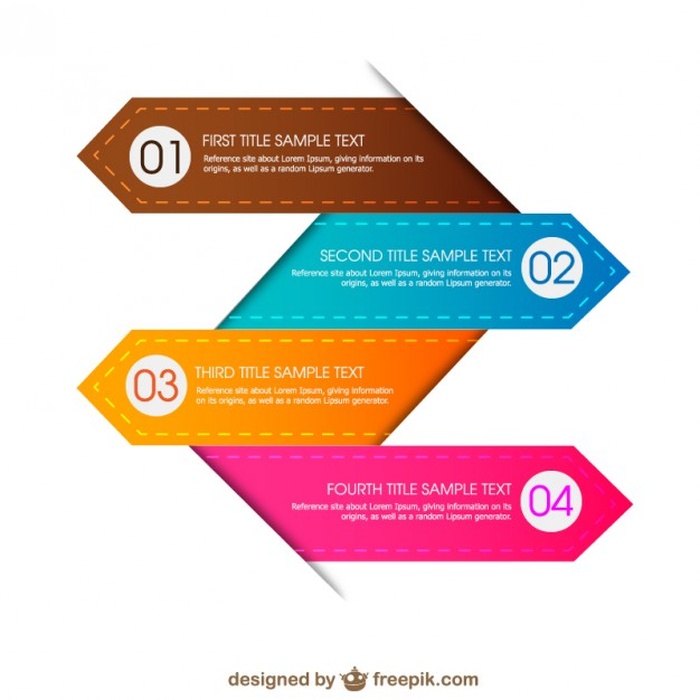 01
FIRST TITLE SAMPLE TEXT
Reference site about Lorem Ipsum, giving information on its
origins, as well as a random Lipsum generator.
SECOND TITLE SAMPLE TEXT
Reference site about Lorem Ipsum, giving information on its
origins, as well as a random Lipsum generator.
02
03
THIRD TITLE SAMPLE TEXT
Reference site about Lorem Ipsum, giving information
on its origins, as well as a random Lipsum generator.
FOURTH TITLE SAMPLE TEXT
Reference site about Lorem Ipsum, giving information on its
origins, as well as a random Lipsum generator.
04
designed by freepik.com